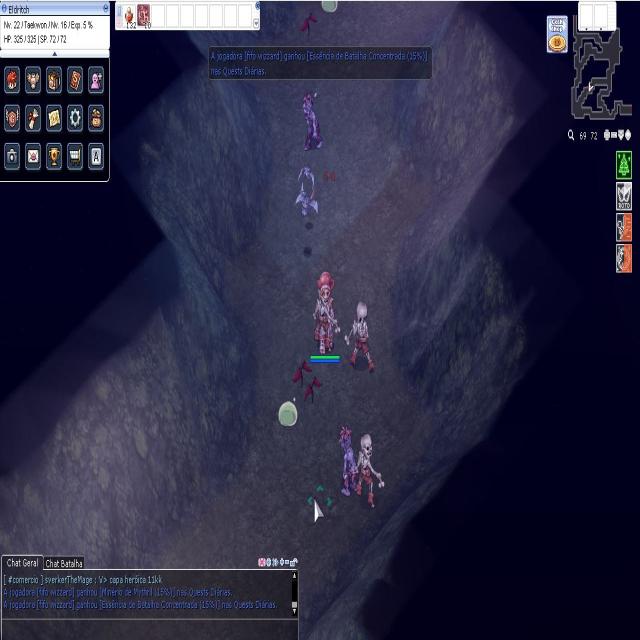 Eldritch
Nv. 22 / Taekwon / Nv. 16 / Exp. 5 %
HP. 325 / 325 | SP. 72 / 72
132
10
A jogadora [fifo wizzard] ganhou [Essência de Batalha Concentrada (15%)]
nas Quests Diárias.
69 72
Chat Geral Chat Batalha
[ #comercio ] sverkerTheMage : V> capa heróica 11kk
A jogadora [fifo wizzard] ganhou [Minério de Mythril (15%)] nas Quests Diárias.
A jogadora [fifo wizzard] ganhou [Essência de Batalha Concentrada (15%)] nas Quests Diárias.